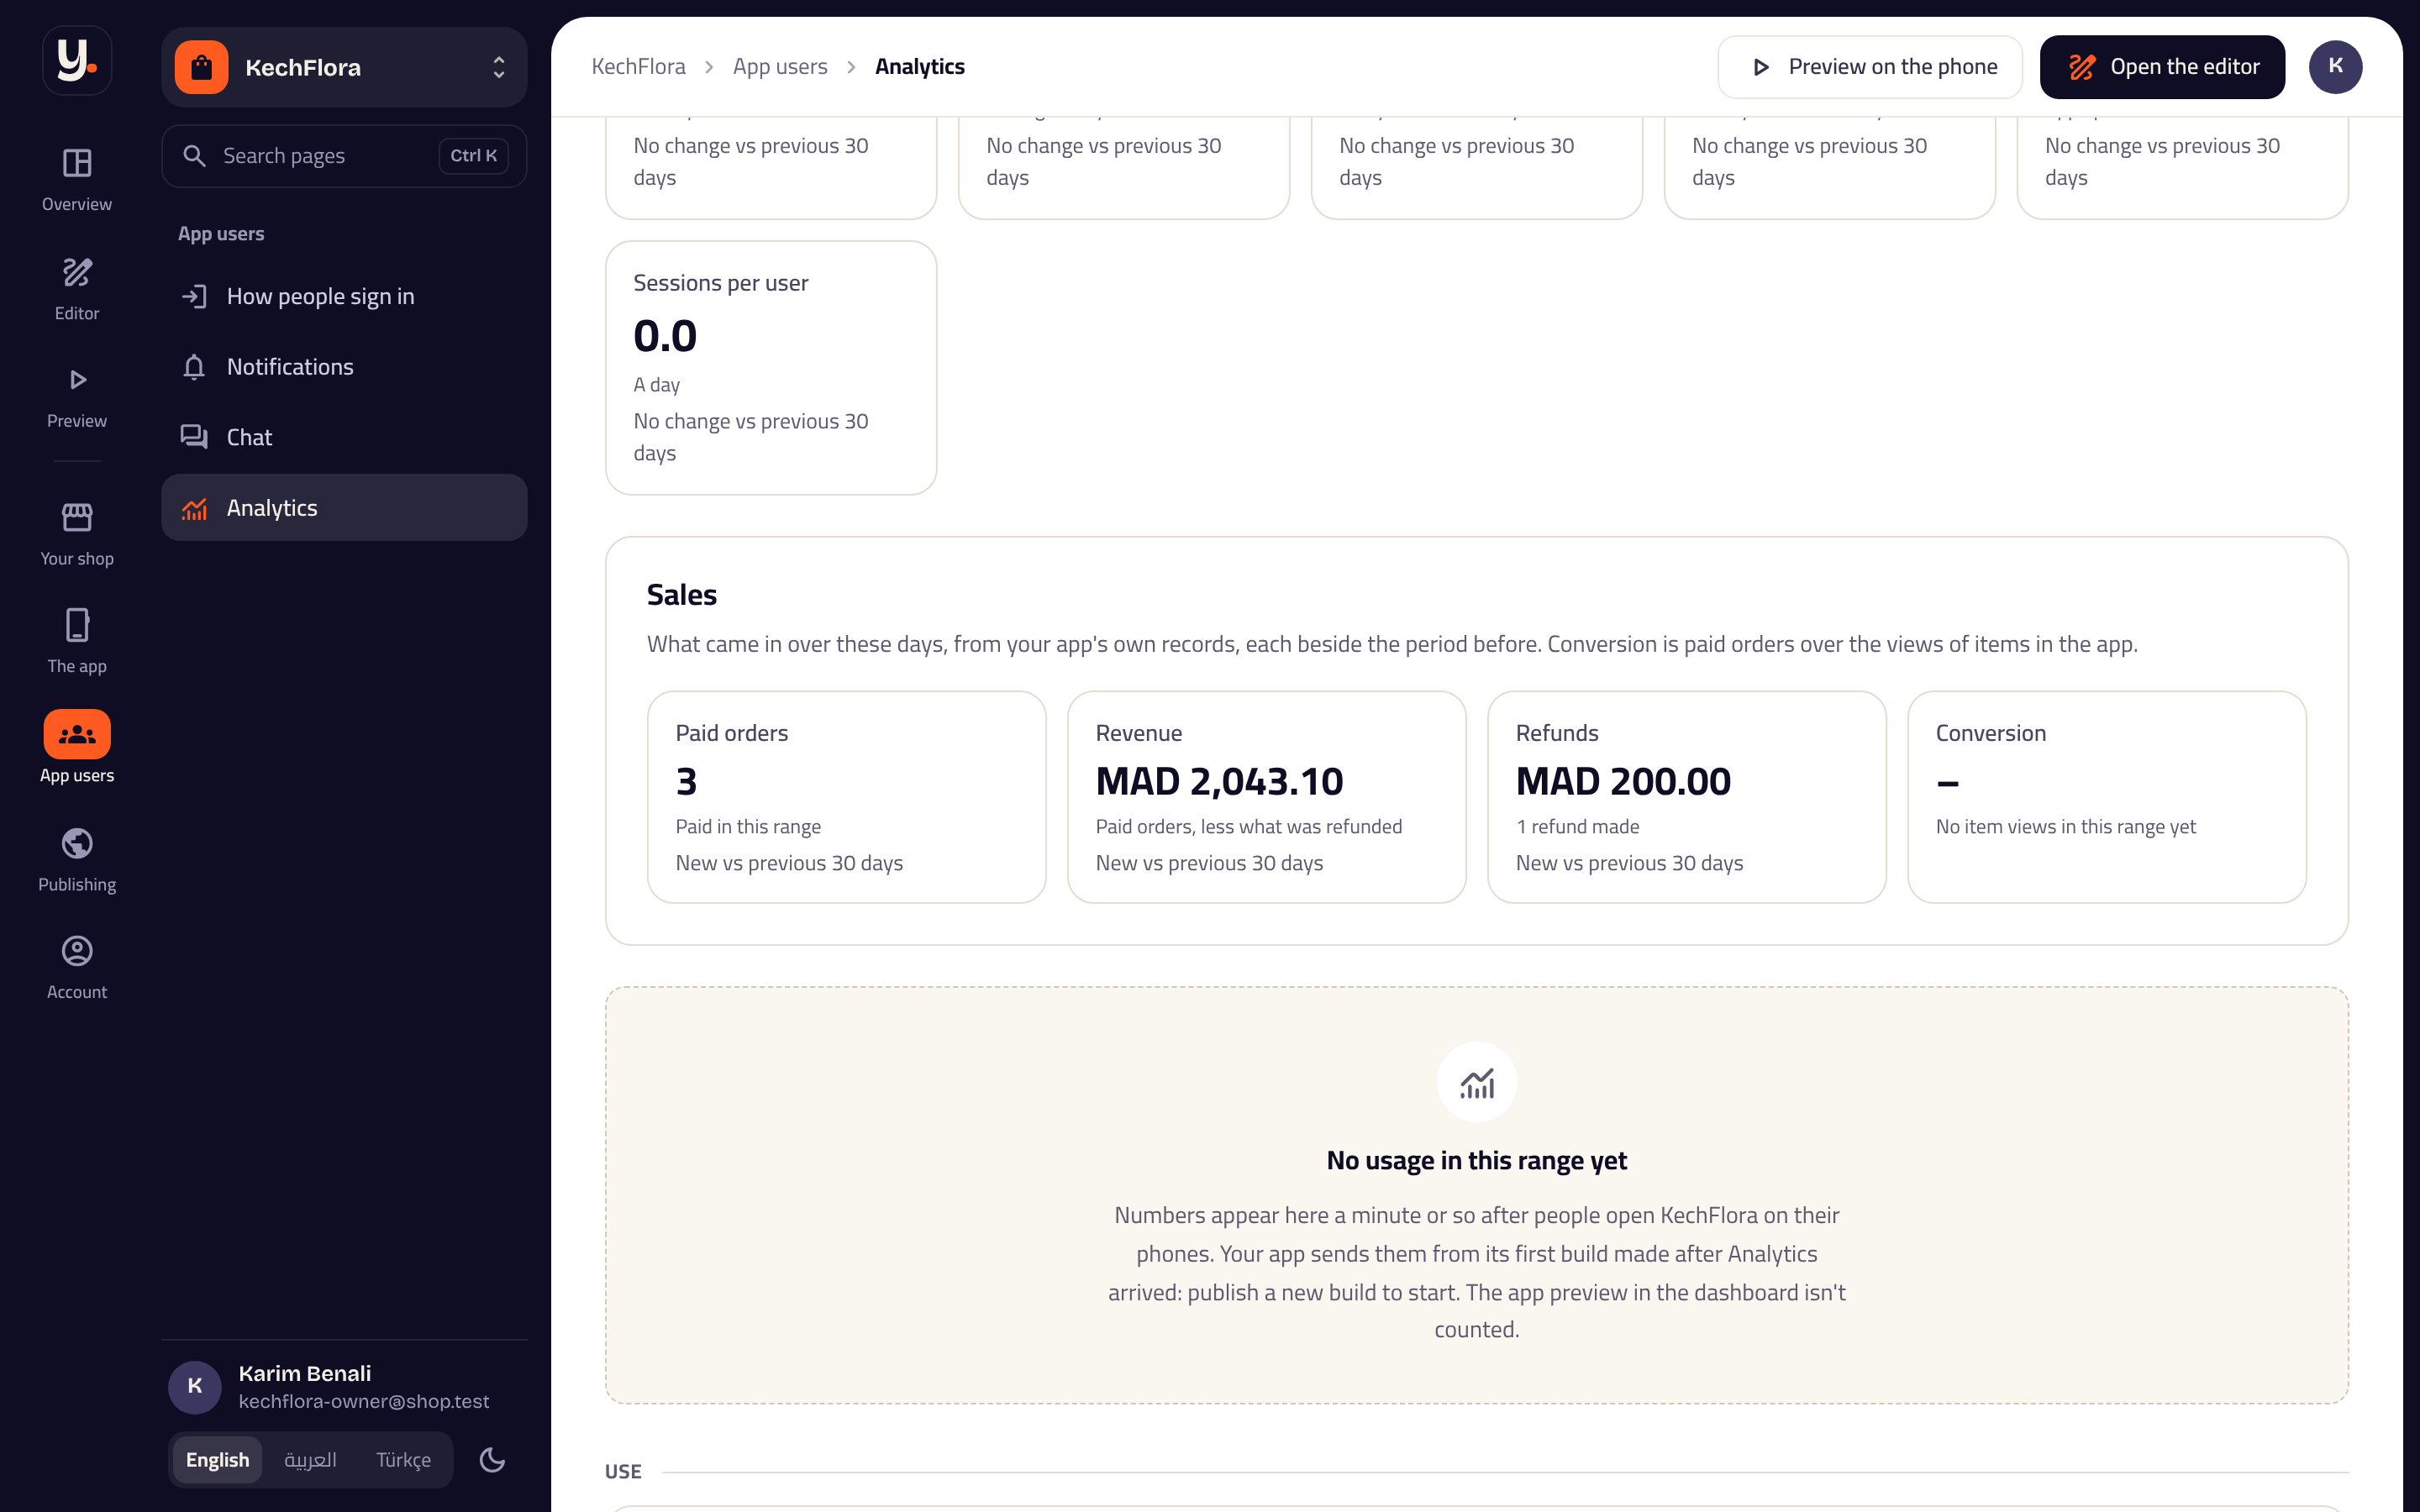 y.
KechFlora
Search pages
Ctrl K
Overview
Editor
Preview
Your shop
The app
App users
Publishing
Account
App users
How people sign in
Notifications
Chat
Analytics
Karim Benali
kechflora-owner@shop.test
K
English
العربية
Türkçe
KechFlora > App users > Analytics
Preview on the phone
Open the editor
K
No change vs previous 30
days
No change vs previous 30
days
No change vs previous 30
days
No change vs previous 30
days
No change vs previous 30
days
Sessions per user
0.0
A day
No change vs previous 30
days
Sales
What came in over these days, from your app's own records, each beside the period before. Conversion is paid orders over the views of items in the app.
Paid orders
3
Paid in this range
New vs previous 30 days
Revenue
MAD 2,043.10
Paid orders, less what was refunded
New vs previous 30 days
Refunds
MAD 200.00
1 refund made
New vs previous 30 days
Conversion
–
No item views in this range yet
No usage in this range yet
Numbers appear here a minute or so after people open KechFlora on their
phones. Your app sends them from its first build made after Analytics
arrived: publish a new build to start. The app preview in the dashboard isn't
counted.
USE